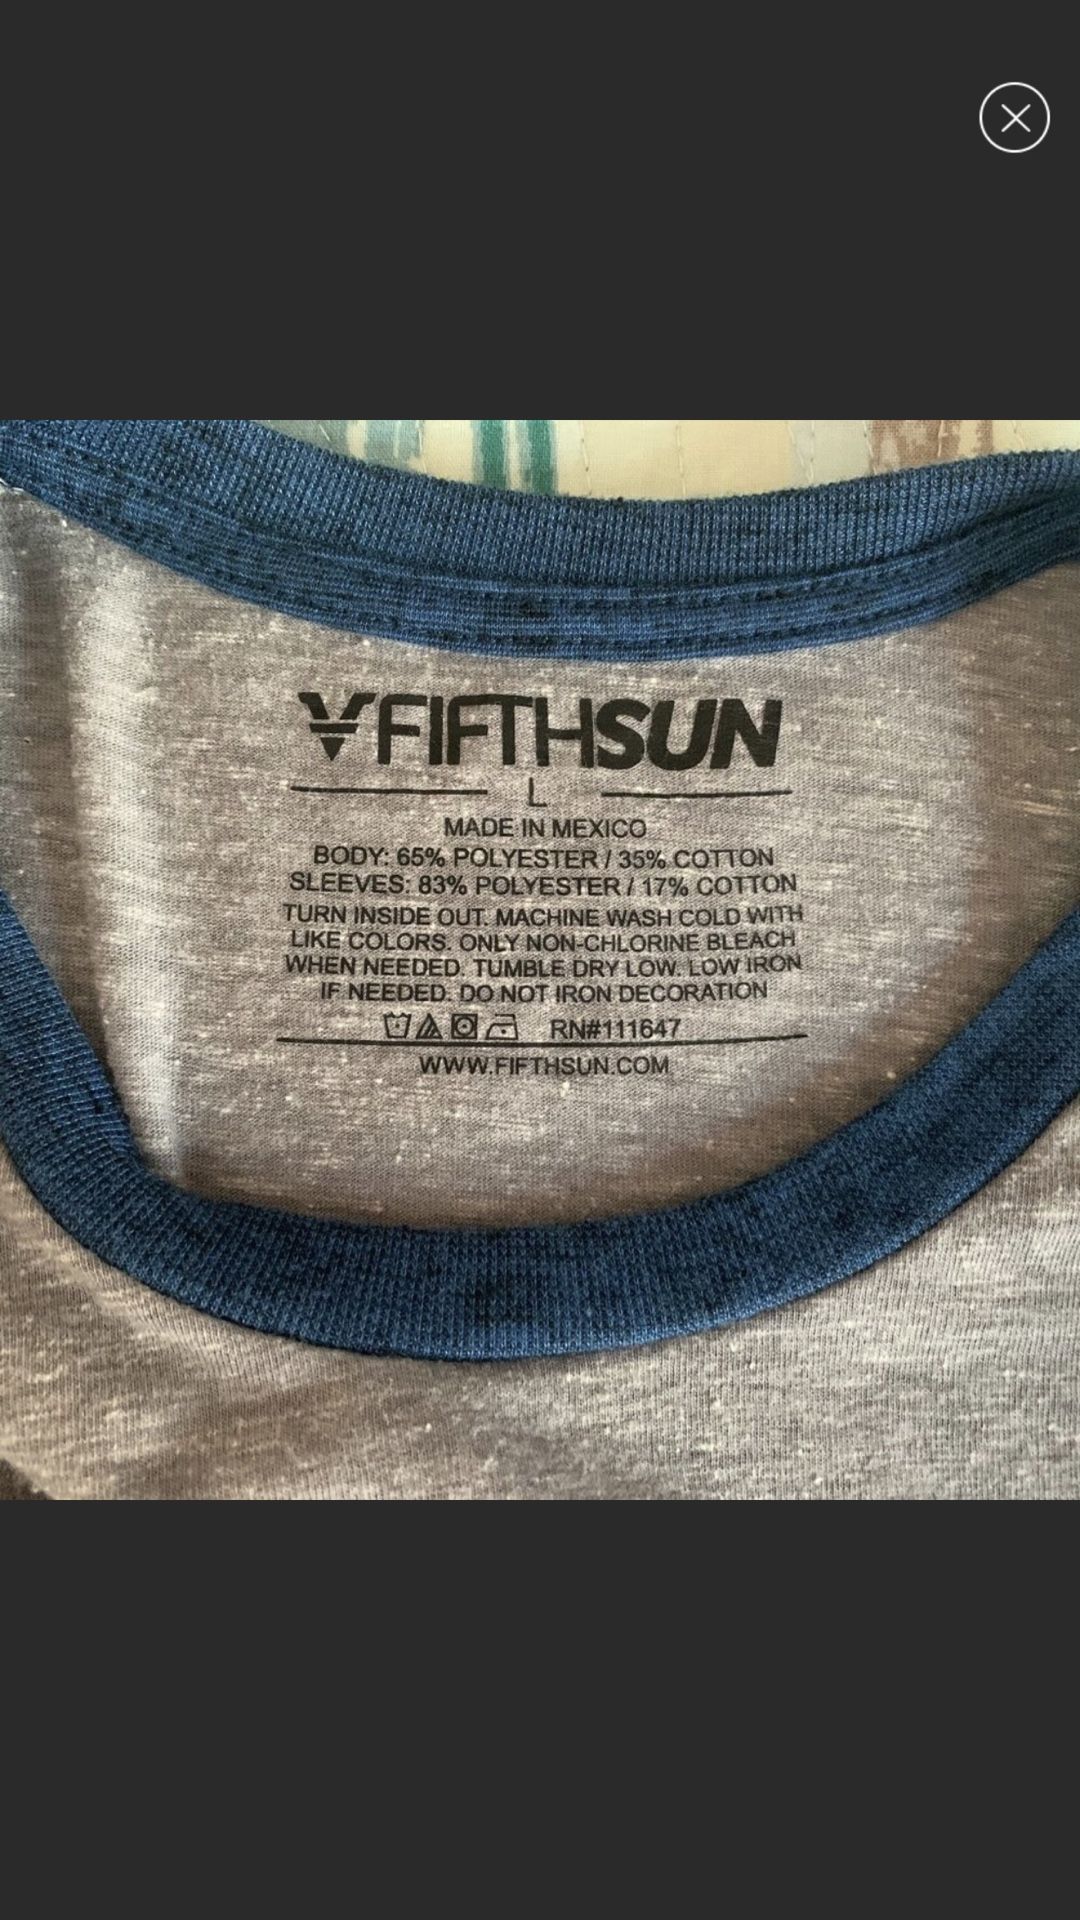 FIFTHSUN
L
MADE IN MEXICO
BODY: 65% POLYESTER / 35% COTTON
SLEEVES: 83% POLYESTER / 17% COTTON
TURN INSIDE OUT. MACHINE WASH COLD WITH
LIKE COLORS. ONLY NON-CHLORINE BLEACH
WHEN NEEDED. TUMBLE DRY LOW. LOW IRON
IF NEEDED. DO NOT IRON DECORATION
RN#111647
WWW.FIFTHSUN.COM